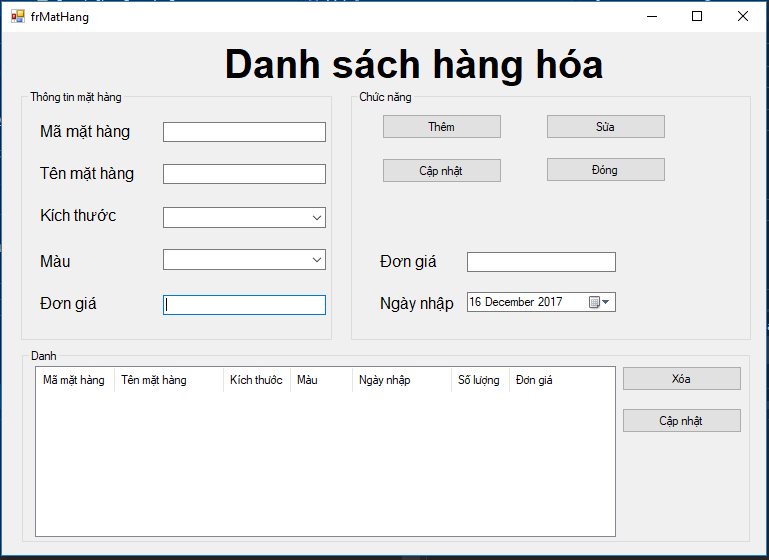 frMatHang
Danh sách hàng hóa
Thông tin mặt hàng
Mã mặt hàng
Tên mặt hàng
Kích thước
Màu
Đơn giá
Chức năng
Thêm
Sửa
Cập nhật
Đóng
Đơn giá
Ngày nhập
16 December 2017
Danh
Mã mặt hàng Tên mặt hàng Kích thước Màu Ngày nhập Số lượng Đơn giá
Xóa
Cập nhật